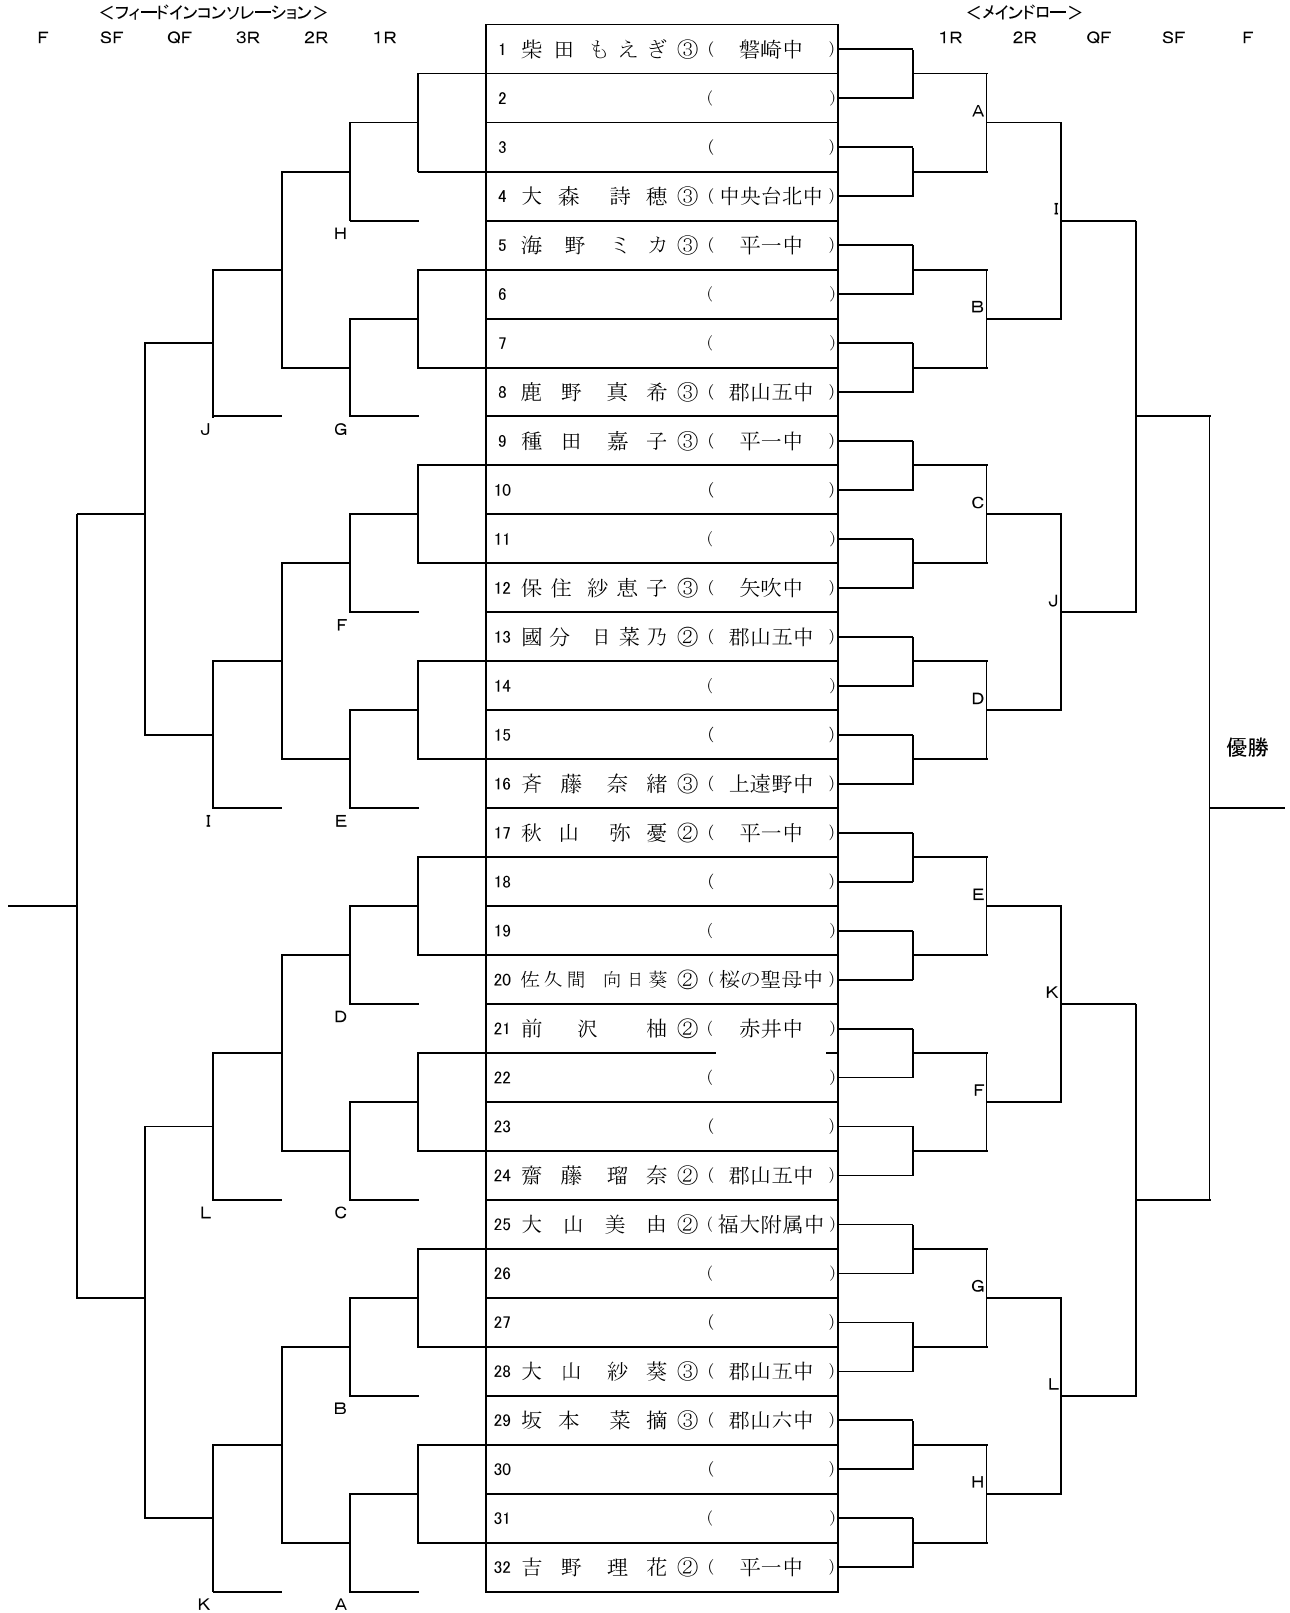 ＜フィードインコンソレーション＞ ＜メインドロー＞
F SF QF 3R 2R 1R 1R 2R QF SF F
1 柴田もえぎ③（ 磐崎中 ）
2 （ ）
A
3 （ ）
4 大森 詩穂③（中央台北中）
I
H
5 海野ミカ③（ 平一中 ）
6 （ ）
B
7 （ ）
8 鹿野 真希③（ 郡山五中 ）
J G
9 種田 嘉子③（ 平一中 ）
10 （ ）
C
11 （ ）
12 保住紗恵子③（ 矢吹中 ）
J
F
13 國分 日菜乃②（ 郡山五中 ）
14 （ ）
D
15 （ ）
優勝
16 斉藤 奈緒③（ 上遠野中 ）
I E
17 秋山 弥憂②（ 平一中 ）
18 （ ）
E
19 （ ）
20 佐久間 向日葵②（桜の聖母中）
K
D
21 前沢 柚②（ 赤井中 ）
22 （ ）
F
23 （ ）
24 齋藤 瑠奈②（ 郡山五中 ）
L C
25 大山 美由②（福大附属中）
26 （ ）
G
27 （ ）
28 大山 紗葵③（ 郡山五中 ）
L
B
29 坂本 菜摘③（ 郡山六中 ）
30 （ ）
H
31 （ ）
32 吉野 理花②（ 平一中 ）
K A